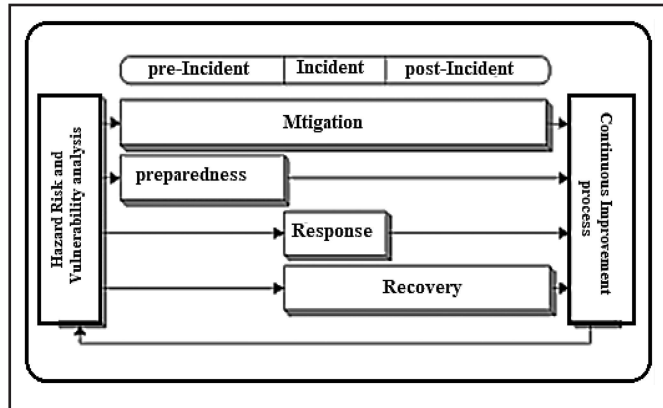 pre-Incident Incident post-Incident
Hazard Risk and
Vulnerability analysis
Mtigation
preparedness
Response
Recovery
Continuous Improvement
process